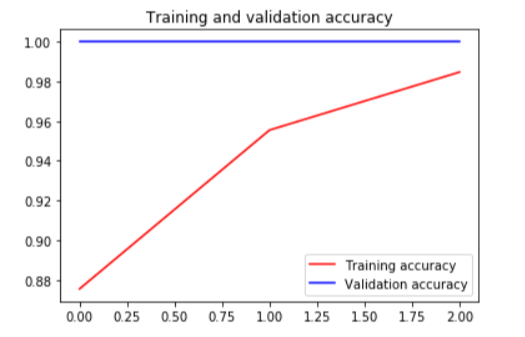 Training and validation accuracy
1.00
0.98
0.96
0.94
0.92
0.90
0.88
Training accuracy
Validation accuracy
0.00 0.25 0.50 0.75 1.00 1.25 1.50 1.75 2.00